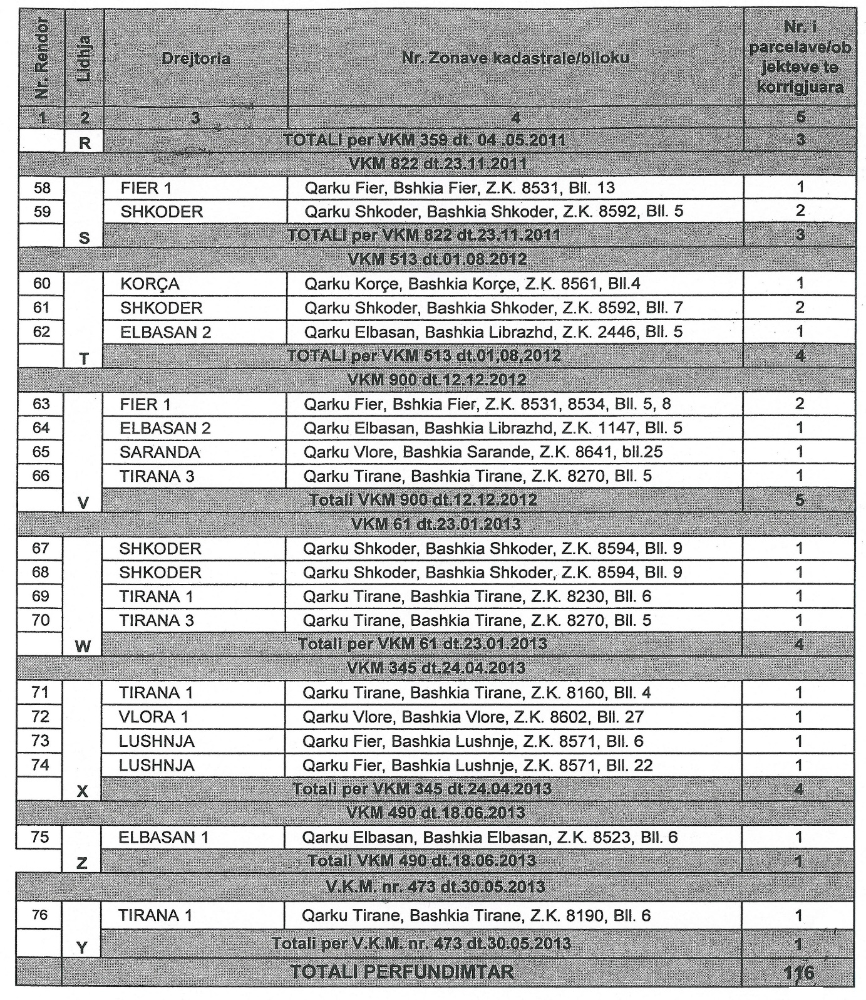 Nr. Rendor Lidhja Drejtoria Nr. Zonave kadastrale/blloku Nr. i
parcelave/ob
jekteve te
korrigjuara
1 2 3 4 5
R TOTALI per VKM 359 dt. 04 .05.2011 3
VKM 822 dt.23.11.2011
58 FIER 1 Qarku Fier, Bshkia Fier, Z.K. 8531, Bll. 13 1
59 SHKODER Qarku Shkoder, Bashkia Shkoder, Z.K. 8592, Bll. 5 2
S TOTALI per VKM 822 dt.23.11.2011 3
VKM 513 dt.01.08.2012
60 KORÇA Qarku Korçe, Bashkia Korçe, Z.K. 8561, Bll.4 1
61 SHKODER Qarku Shkoder, Bashkia Shkoder, Z.K. 8592, Bll. 7 2
62 ELBASAN 2 Qarku Elbasan, Bashkia Librazhd, Z.K. 2446, Bll. 5 1
T TOTALI per VKM 513 dt.01,08,2012 4
VKM 900 dt.12.12.2012
63 FIER 1 Qarku Fier, Bshkia Fier, Z.K. 8531, 8534, Bll. 5, 8 2
64 ELBASAN 2 Qarku Elbasan, Bashkia Librazhd, Z.K. 1147, Bll. 5 1
65 SARANDA Qarku Vlore, Bashkia Sarande, Z.K. 8641, bll.25 1
66 TIRANA 3 Qarku Tirane, Bashkia Tirane, Z.K. 8270, Bll. 5 1
V Totali VKM 900 dt.12.12.2012 5
VKM 61 dt.23.01.2013
67 SHKODER Qarku Shkoder, Bashkia Shkoder, Z.K. 8594, Bll. 9 1
68 SHKODER Qarku Shkoder, Bashkia Shkoder, Z.K. 8594, Bll. 9 1
69 TIRANA 1 Qarku Tirane, Bashkia Tirane, Z.K. 8230, Bll. 6 1
70 TIRANA 3 Qarku Tirane, Bashkia Tirane, Z.K. 8270, Bll. 5 1
W Totali per VKM 61 dt.23.01.2013 4
VKM 345 dt.24.04.2013
71 TIRANA 1 Qarku Tirane, Bashkia Tirane, Z.K. 8160, Bll. 4 1
72 VLORA 1 Qarku Vlore, Bashkia Vlore, Z.K. 8602, Bll. 27 1
73 LUSHNJA Qarku Fier, Bashkia Lushnje, Z.K. 8571, Bll. 6 1
74 LUSHNJA Qarku Fier, Bashkia Lushnje, Z.K. 8571, Bll. 22 1
X Totali per VKM 345 dt.24.04.2013 4
VKM 490 dt.18.06.2013
75 ELBASAN 1 Qarku Elbasan, Bashkia Elbasan, Z.K. 8523, Bll. 6 1
Z Totali VKM 490 dt.18.06.2013 1
V.K.M. nr. 473 dt.30.05.2013
76 TIRANA 1 Qarku Tirane, Bashkia Tirane, Z.K. 8190, Bll. 6 1
Y Totali per V.K.M. nr. 473 dt.30.05.2013 1
TOTALI PERFUNDIMTAR 116